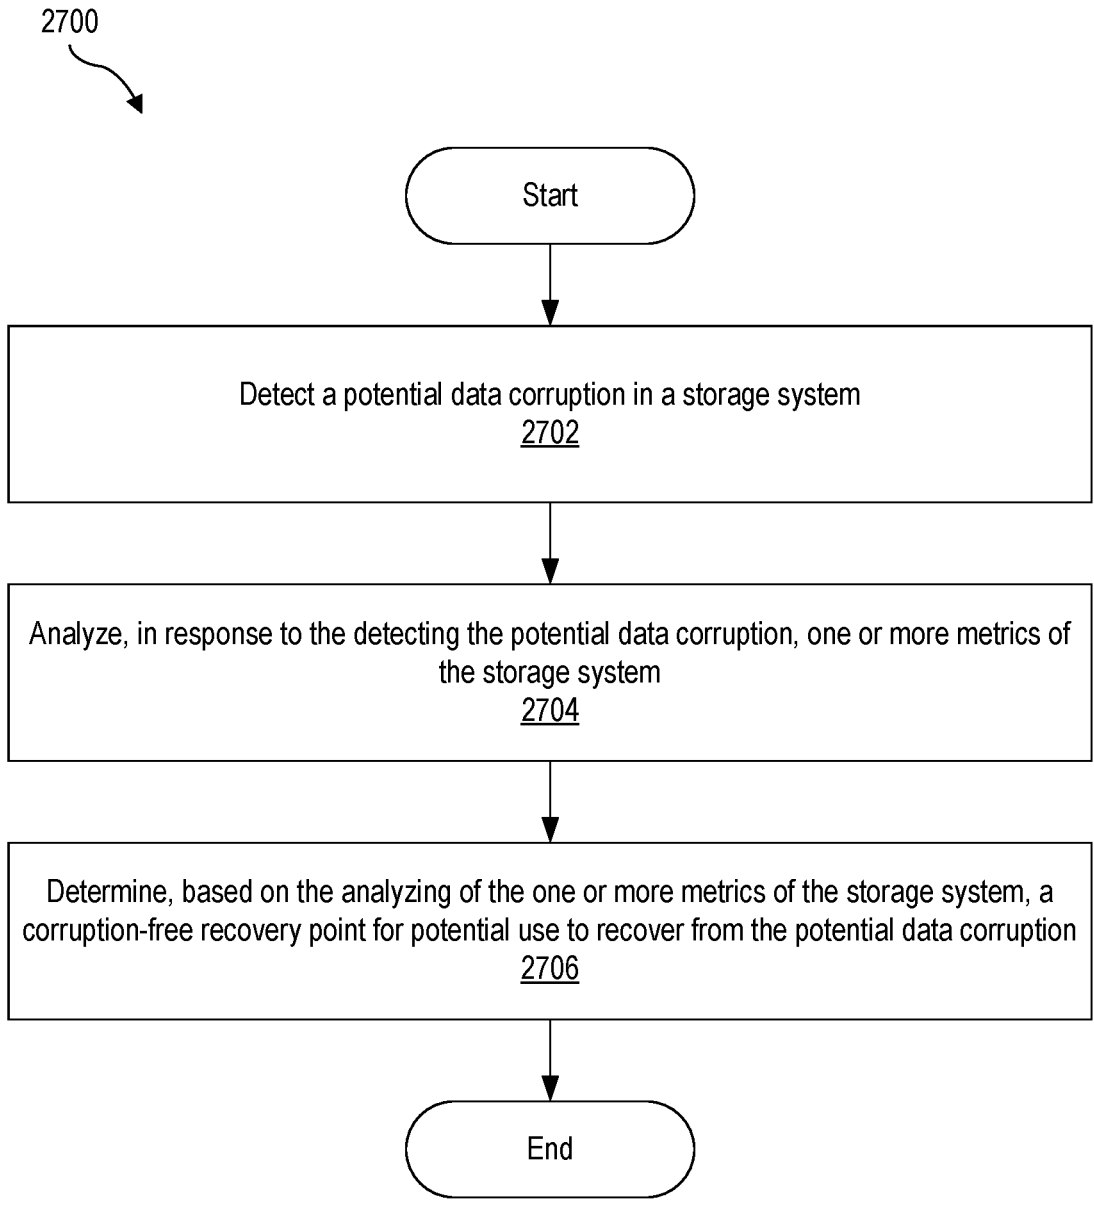 2700
Start
Detect a potential data corruption in a storage system
2702
Analyze, in response to the detecting the potential data corruption, one or more metrics of
the storage system
2704
Determine, based on the analyzing of the one or more metrics of the storage system, a
corruption-free recovery point for potential use to recover from the potential data corruption
2706
End